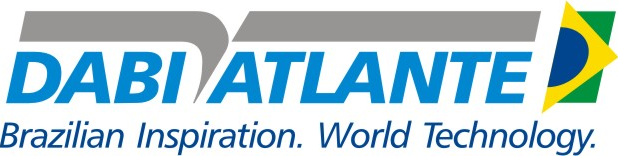 DABI ATLANTE
Brazilian Inspiration. World Technology.